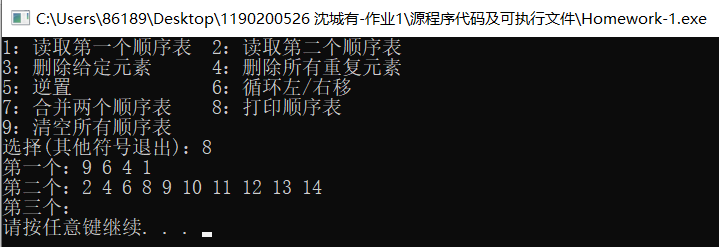 C:\Users\86189\Desktop\1190200526 沈城有-作业1\源程序代码及可执行文件\Homework-1.exe
1: 读取第一个顺序表 2: 读取第二个顺序表
3: 删除给定元素 4: 删除所有重复元素
5: 逆置 6: 循环左/右移
7: 合并两个顺序表 8: 打印顺序表
9: 清空所有顺序表
选择(其他符号退出): 8
第一个: 9 6 4 1
第二个: 2 4 6 8 9 10 11 12 13 14
第三个:
请按任意键继续. . .